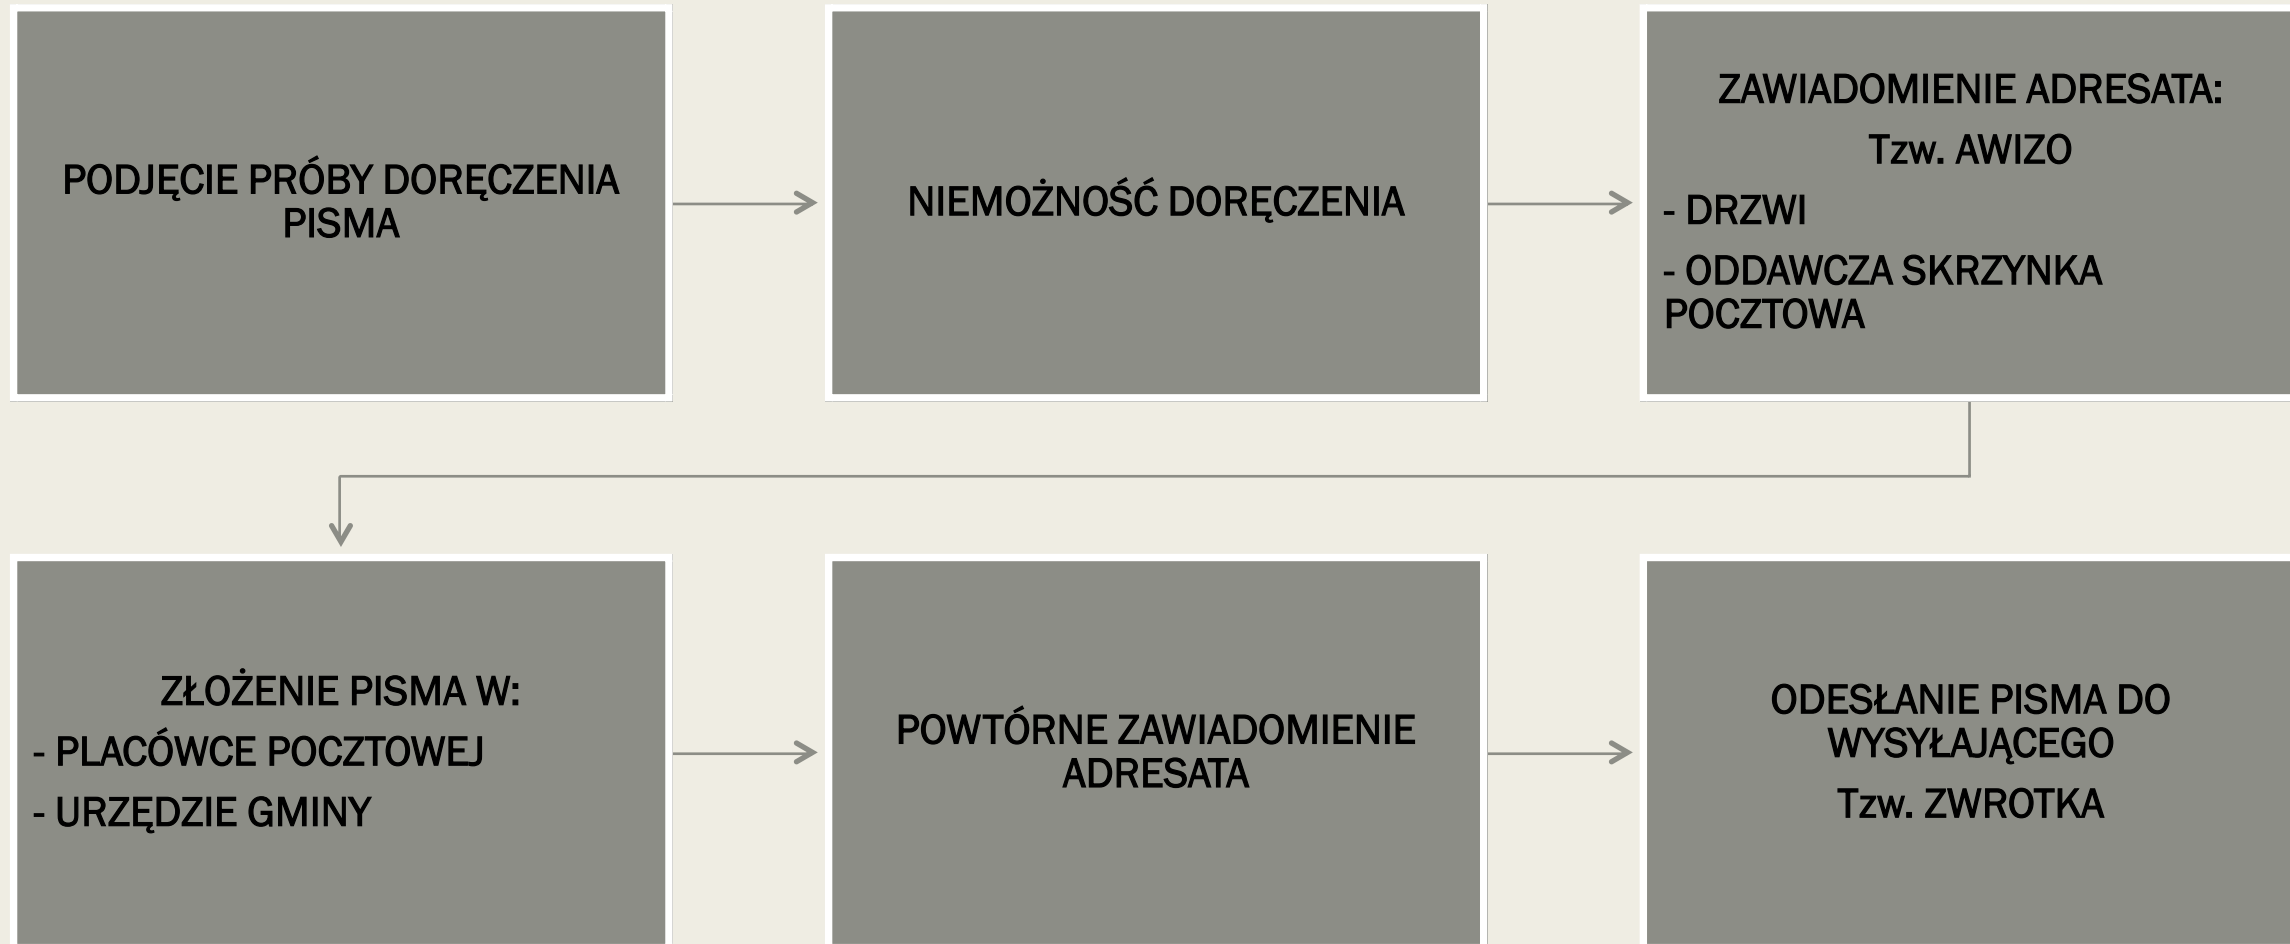 PODJĘCIE PRÓBY DORĘCZENIA
PISMA
NIEMOŻNOŚĆ DORĘCZENIA
ZAWIADOMIENIE ADRESATA:
Tzw. AWIZO
- DRZWI
- ODDAWCZA SKRZYNKA
POCZTOWA
ZŁOŻENIE PISMA W:
- PLACÓWCE POCZTOWEJ
- URZĘDZIE GMINY
POWTÓRNE ZAWIADOMIENIE
ADRESATA
ODESŁANIE PISMA DO
WYSYŁAJĄCEGO
Tzw. ZWROTKA